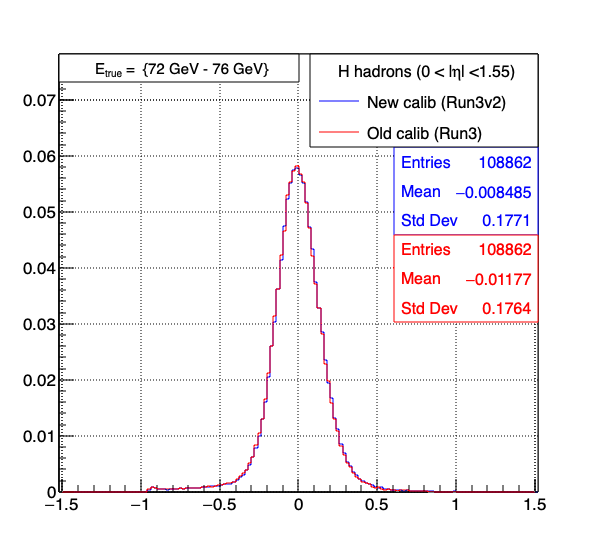 E_true = {72 GeV - 76 GeV}
H hadrons (0 < |η| <1.55)
New calib (Run3v2)
Old calib (Run3)
Entries 108862
Mean −0.008485
Std Dev 0.1771
Entries 108862
Mean −0.01177
Std Dev 0.1764
0.07
0.06
0.05
0.04
0.03
0.02
0.01
0
−1.5 −1 −0.5 0 0.5 1 1.5